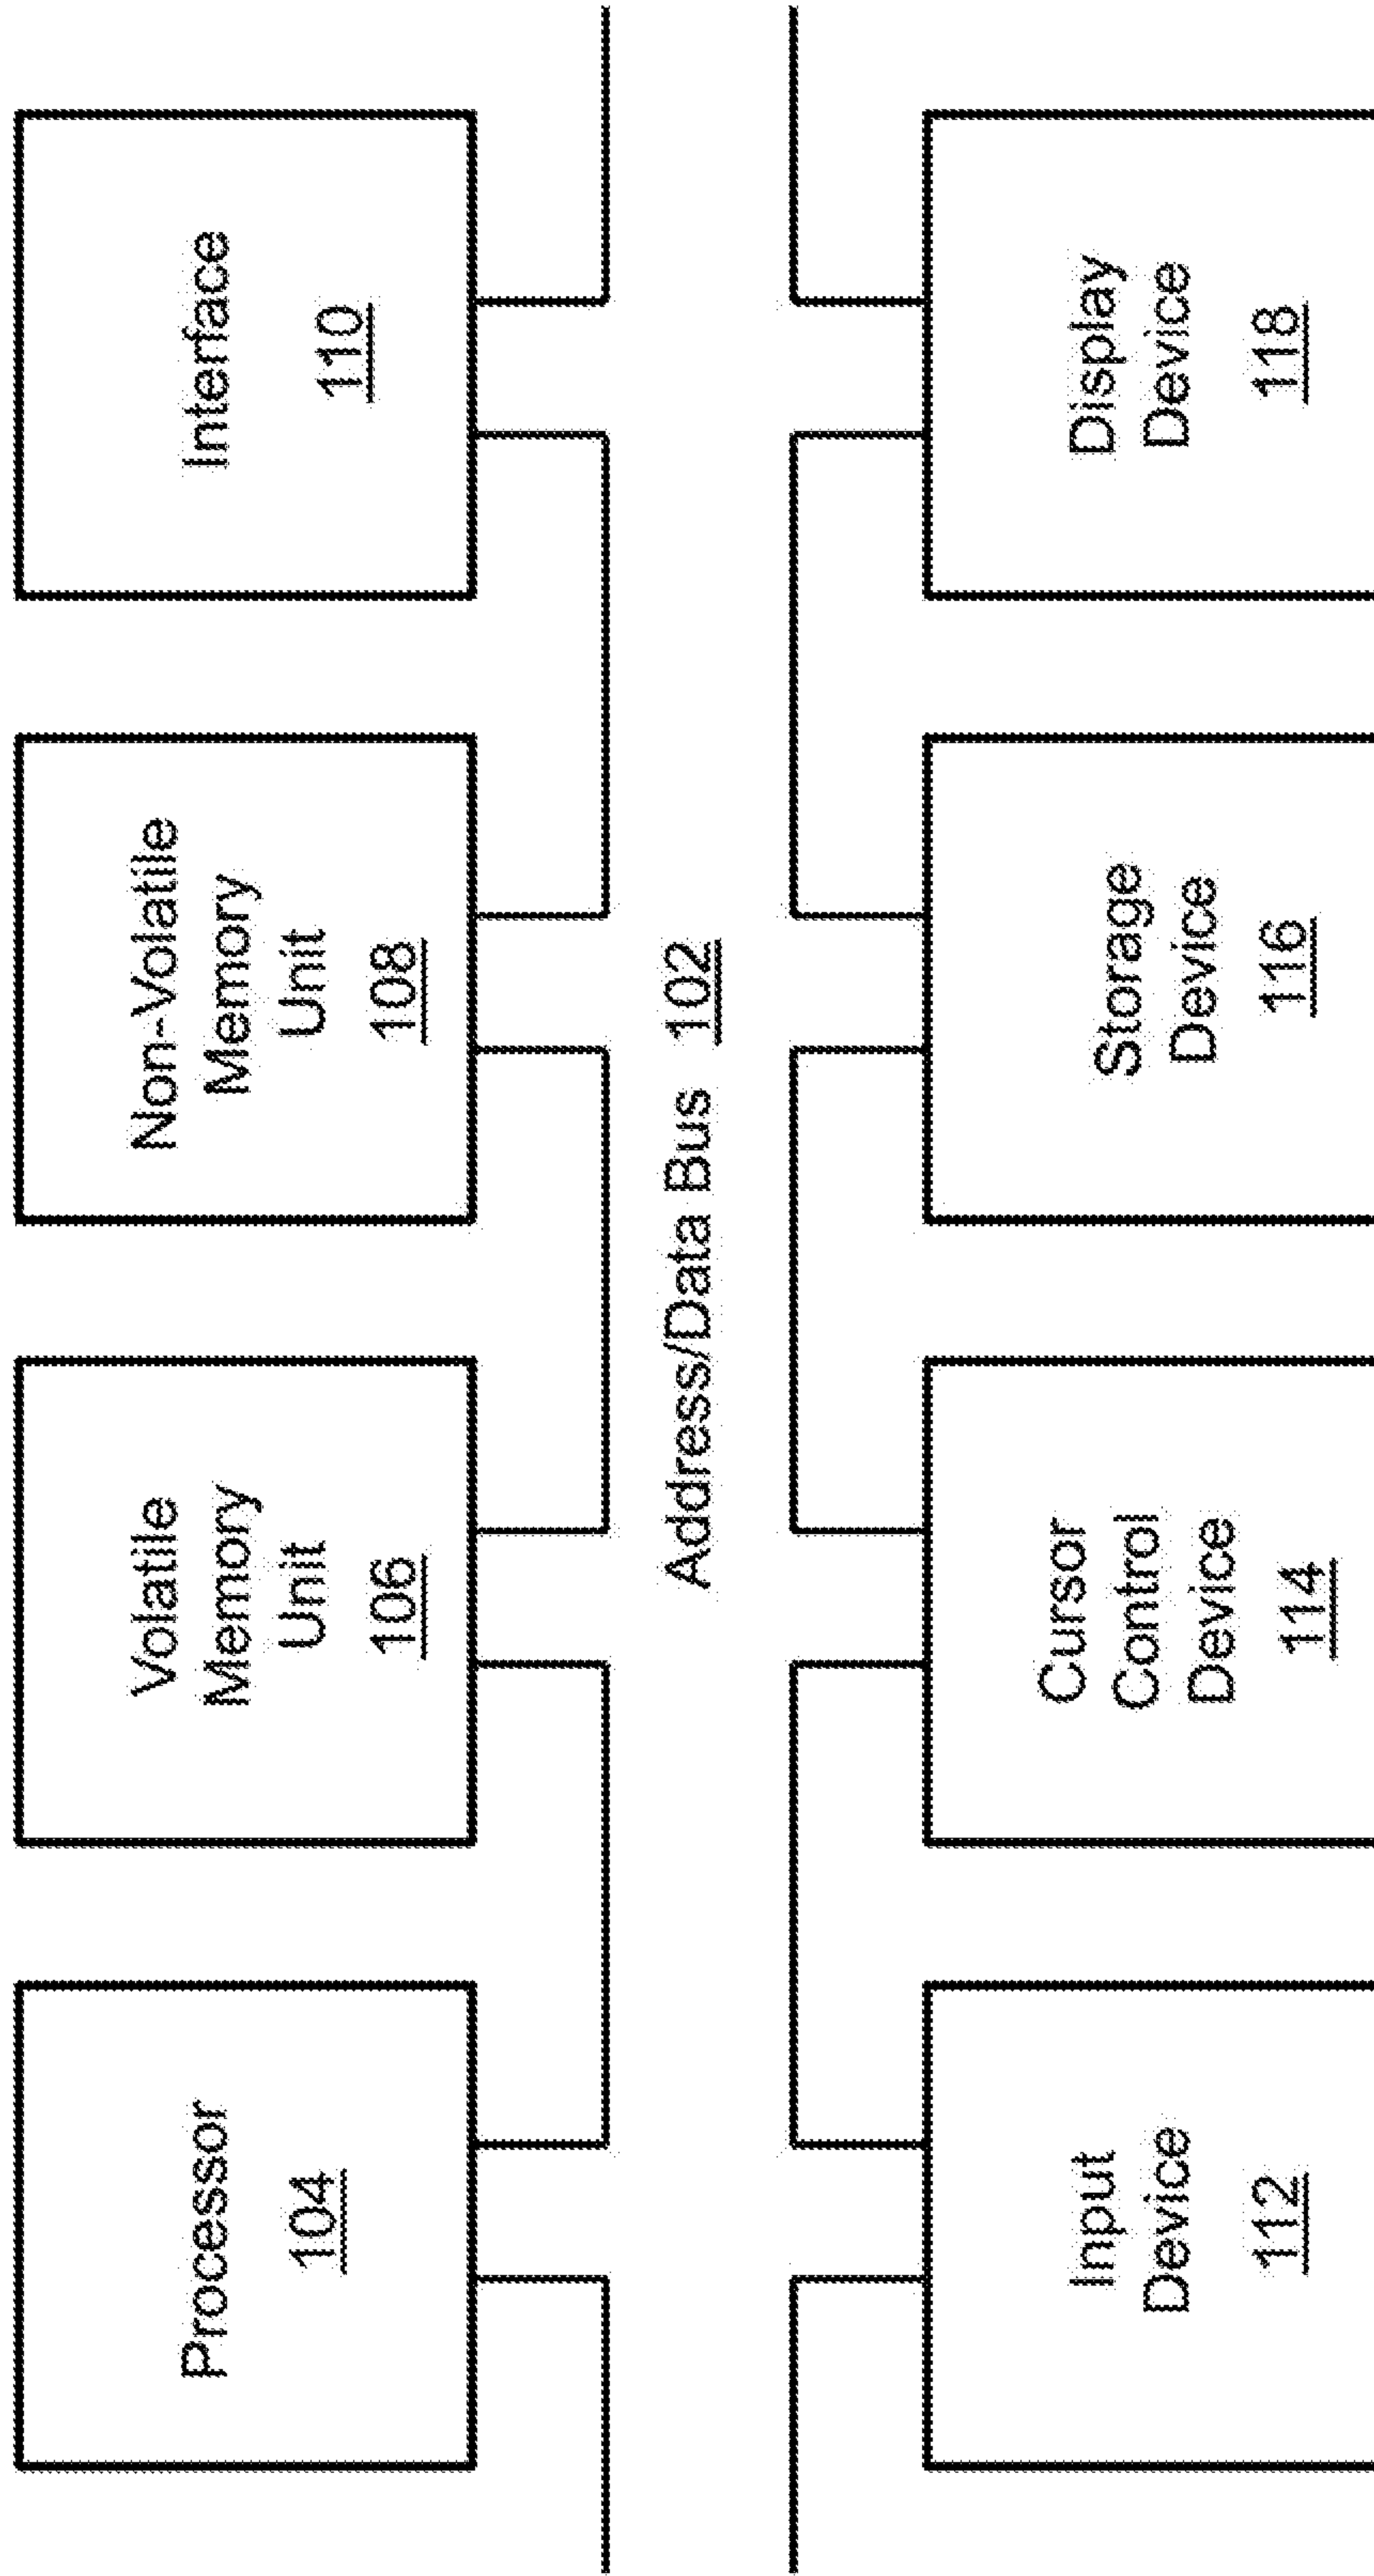 Processor
104
Volatile
Memory
Unit
106
Non-Volatile
Memory
Unit
108
Interface
110
Address/Data Bus 102
Input
Device
112
Cursor
Control
Device
114
Storage
Device
116
Display
Device
118